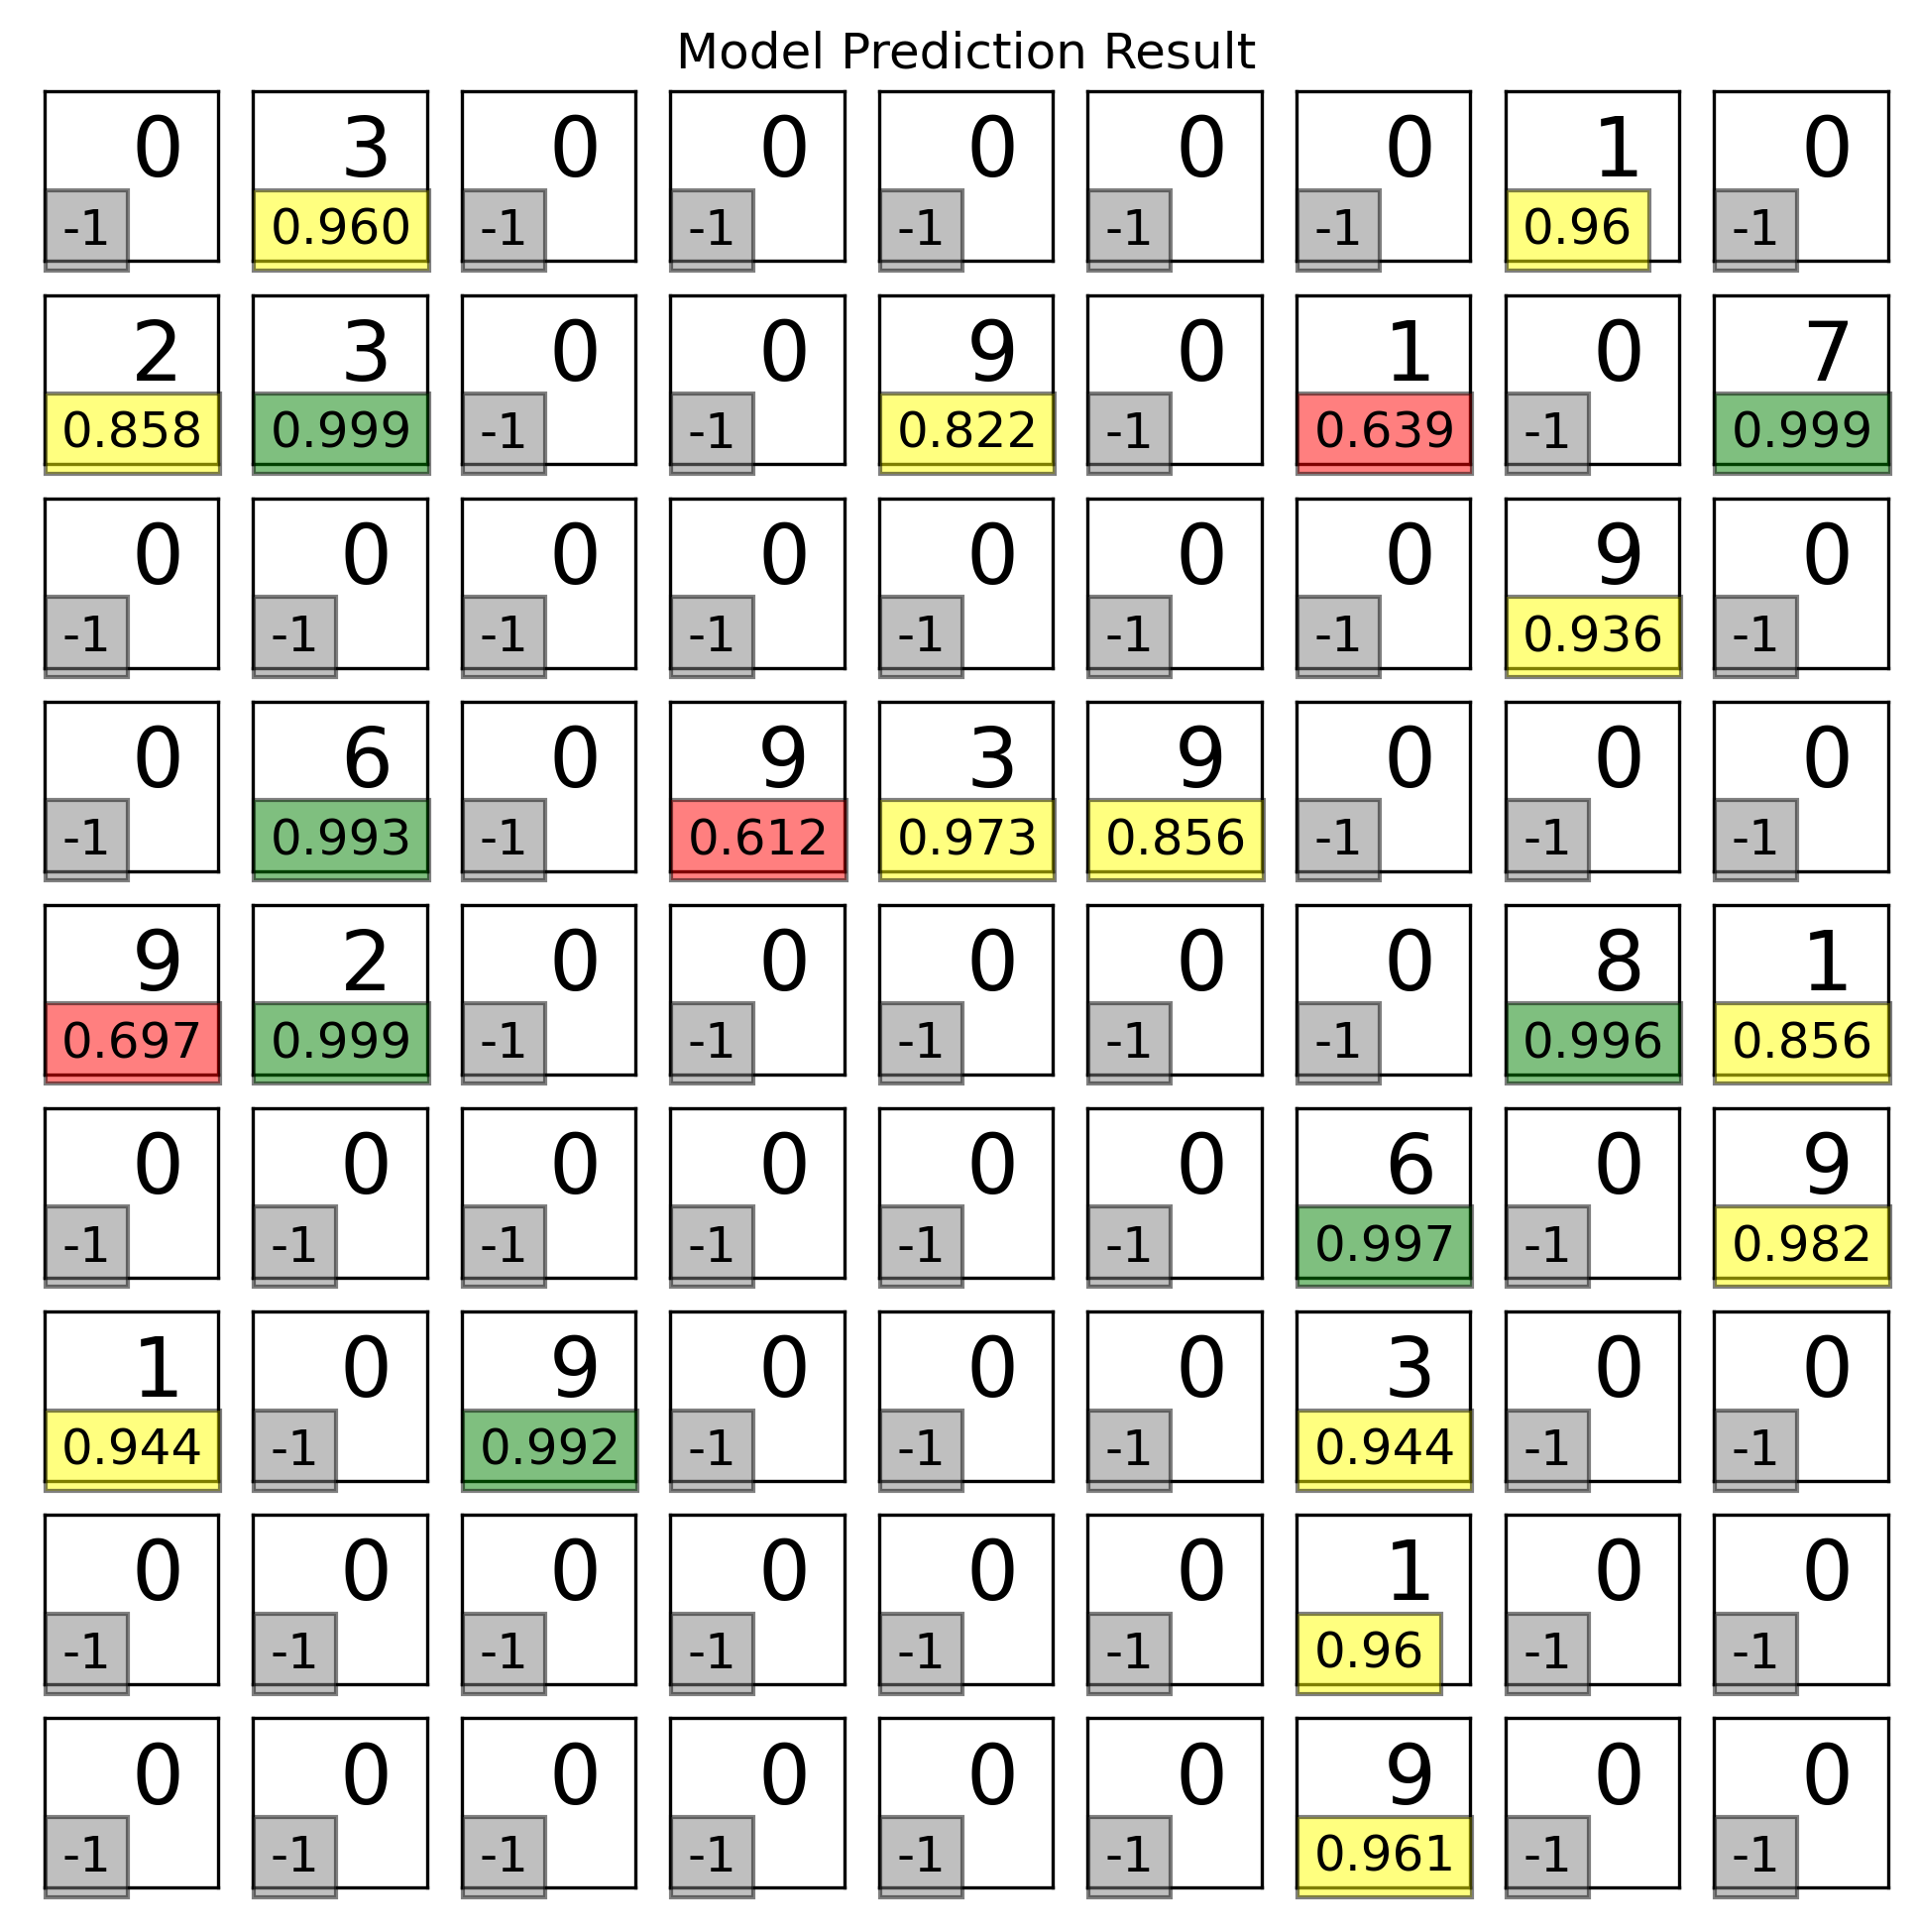 Model Prediction Result
0 3 0 0 0 0 0 1 0
-1 0.960 -1 -1 -1 -1 -1 0.96 -1
2 3 0 0 9 0 1 0 7
0.858 0.999 -1 -1 0.822 -1 0.639 -1 0.999
0 0 0 0 0 0 0 9 0
-1 -1 -1 -1 -1 -1 -1 0.936 -1
0 6 0 9 3 9 0 0 0
-1 0.993 -1 0.612 0.973 0.856 -1 -1 -1
9 2 0 0 0 0 0 8 1
0.697 0.999 -1 -1 -1 -1 -1 0.996 0.856
0 0 0 0 0 0 6 0 9
-1 -1 -1 -1 -1 -1 0.997 -1 0.982
1 0 9 0 0 0 3 0 0
0.944 -1 0.992 -1 -1 -1 0.944 -1 -1
0 0 0 0 0 0 1 0 0
-1 -1 -1 -1 -1 -1 0.96 -1 -1
0 0 0 0 0 0 9 0 0
-1 -1 -1 -1 -1 -1 0.961 -1 -1